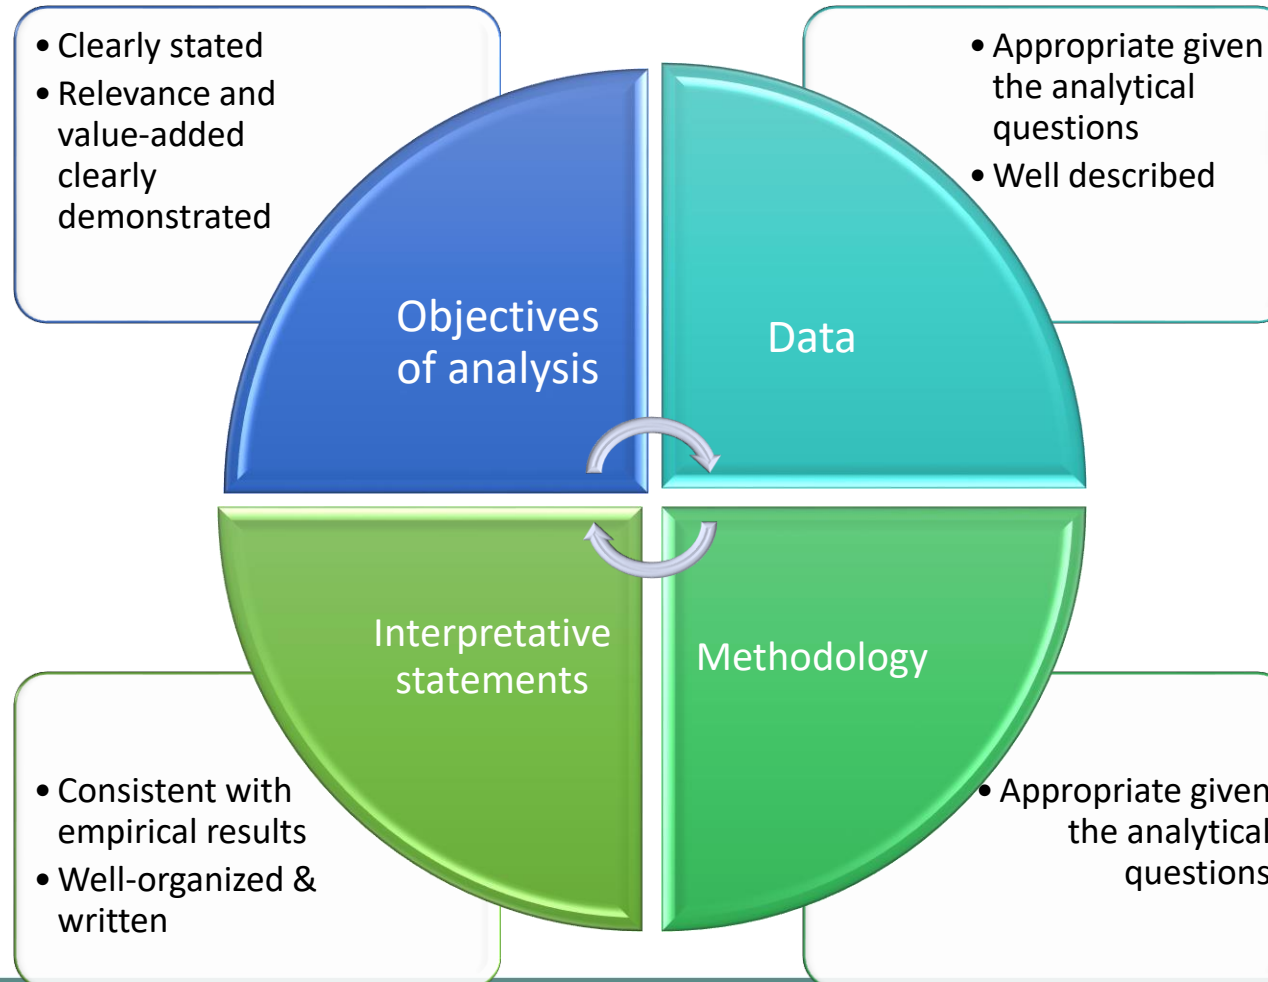 • Clearly stated
• Relevance and
value-added
clearly
demonstrated
• Appropriate given
the analytical
questions
• Well described
Objectives
of analysis
Data
Interpretative
statements
Methodology
• Consistent with
empirical results
• Well-organized &
written
• Appropriate given
the analytical
questions